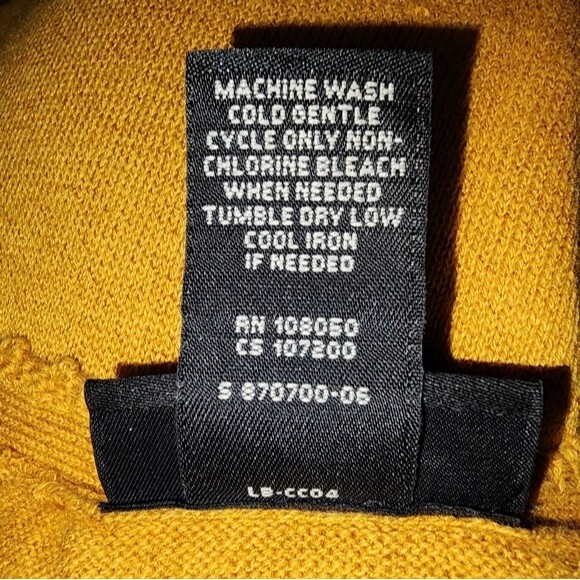 MACHINE WASH
COLD GENTLE
CYCLE ONLY NON-
CHLORINE BLEACH
WHEN NEEDED
TUMBLE DRY LOW
COOL IRON
IF NEEDED
RN 108050
CS 107200
S 870700-06
LB-CC04